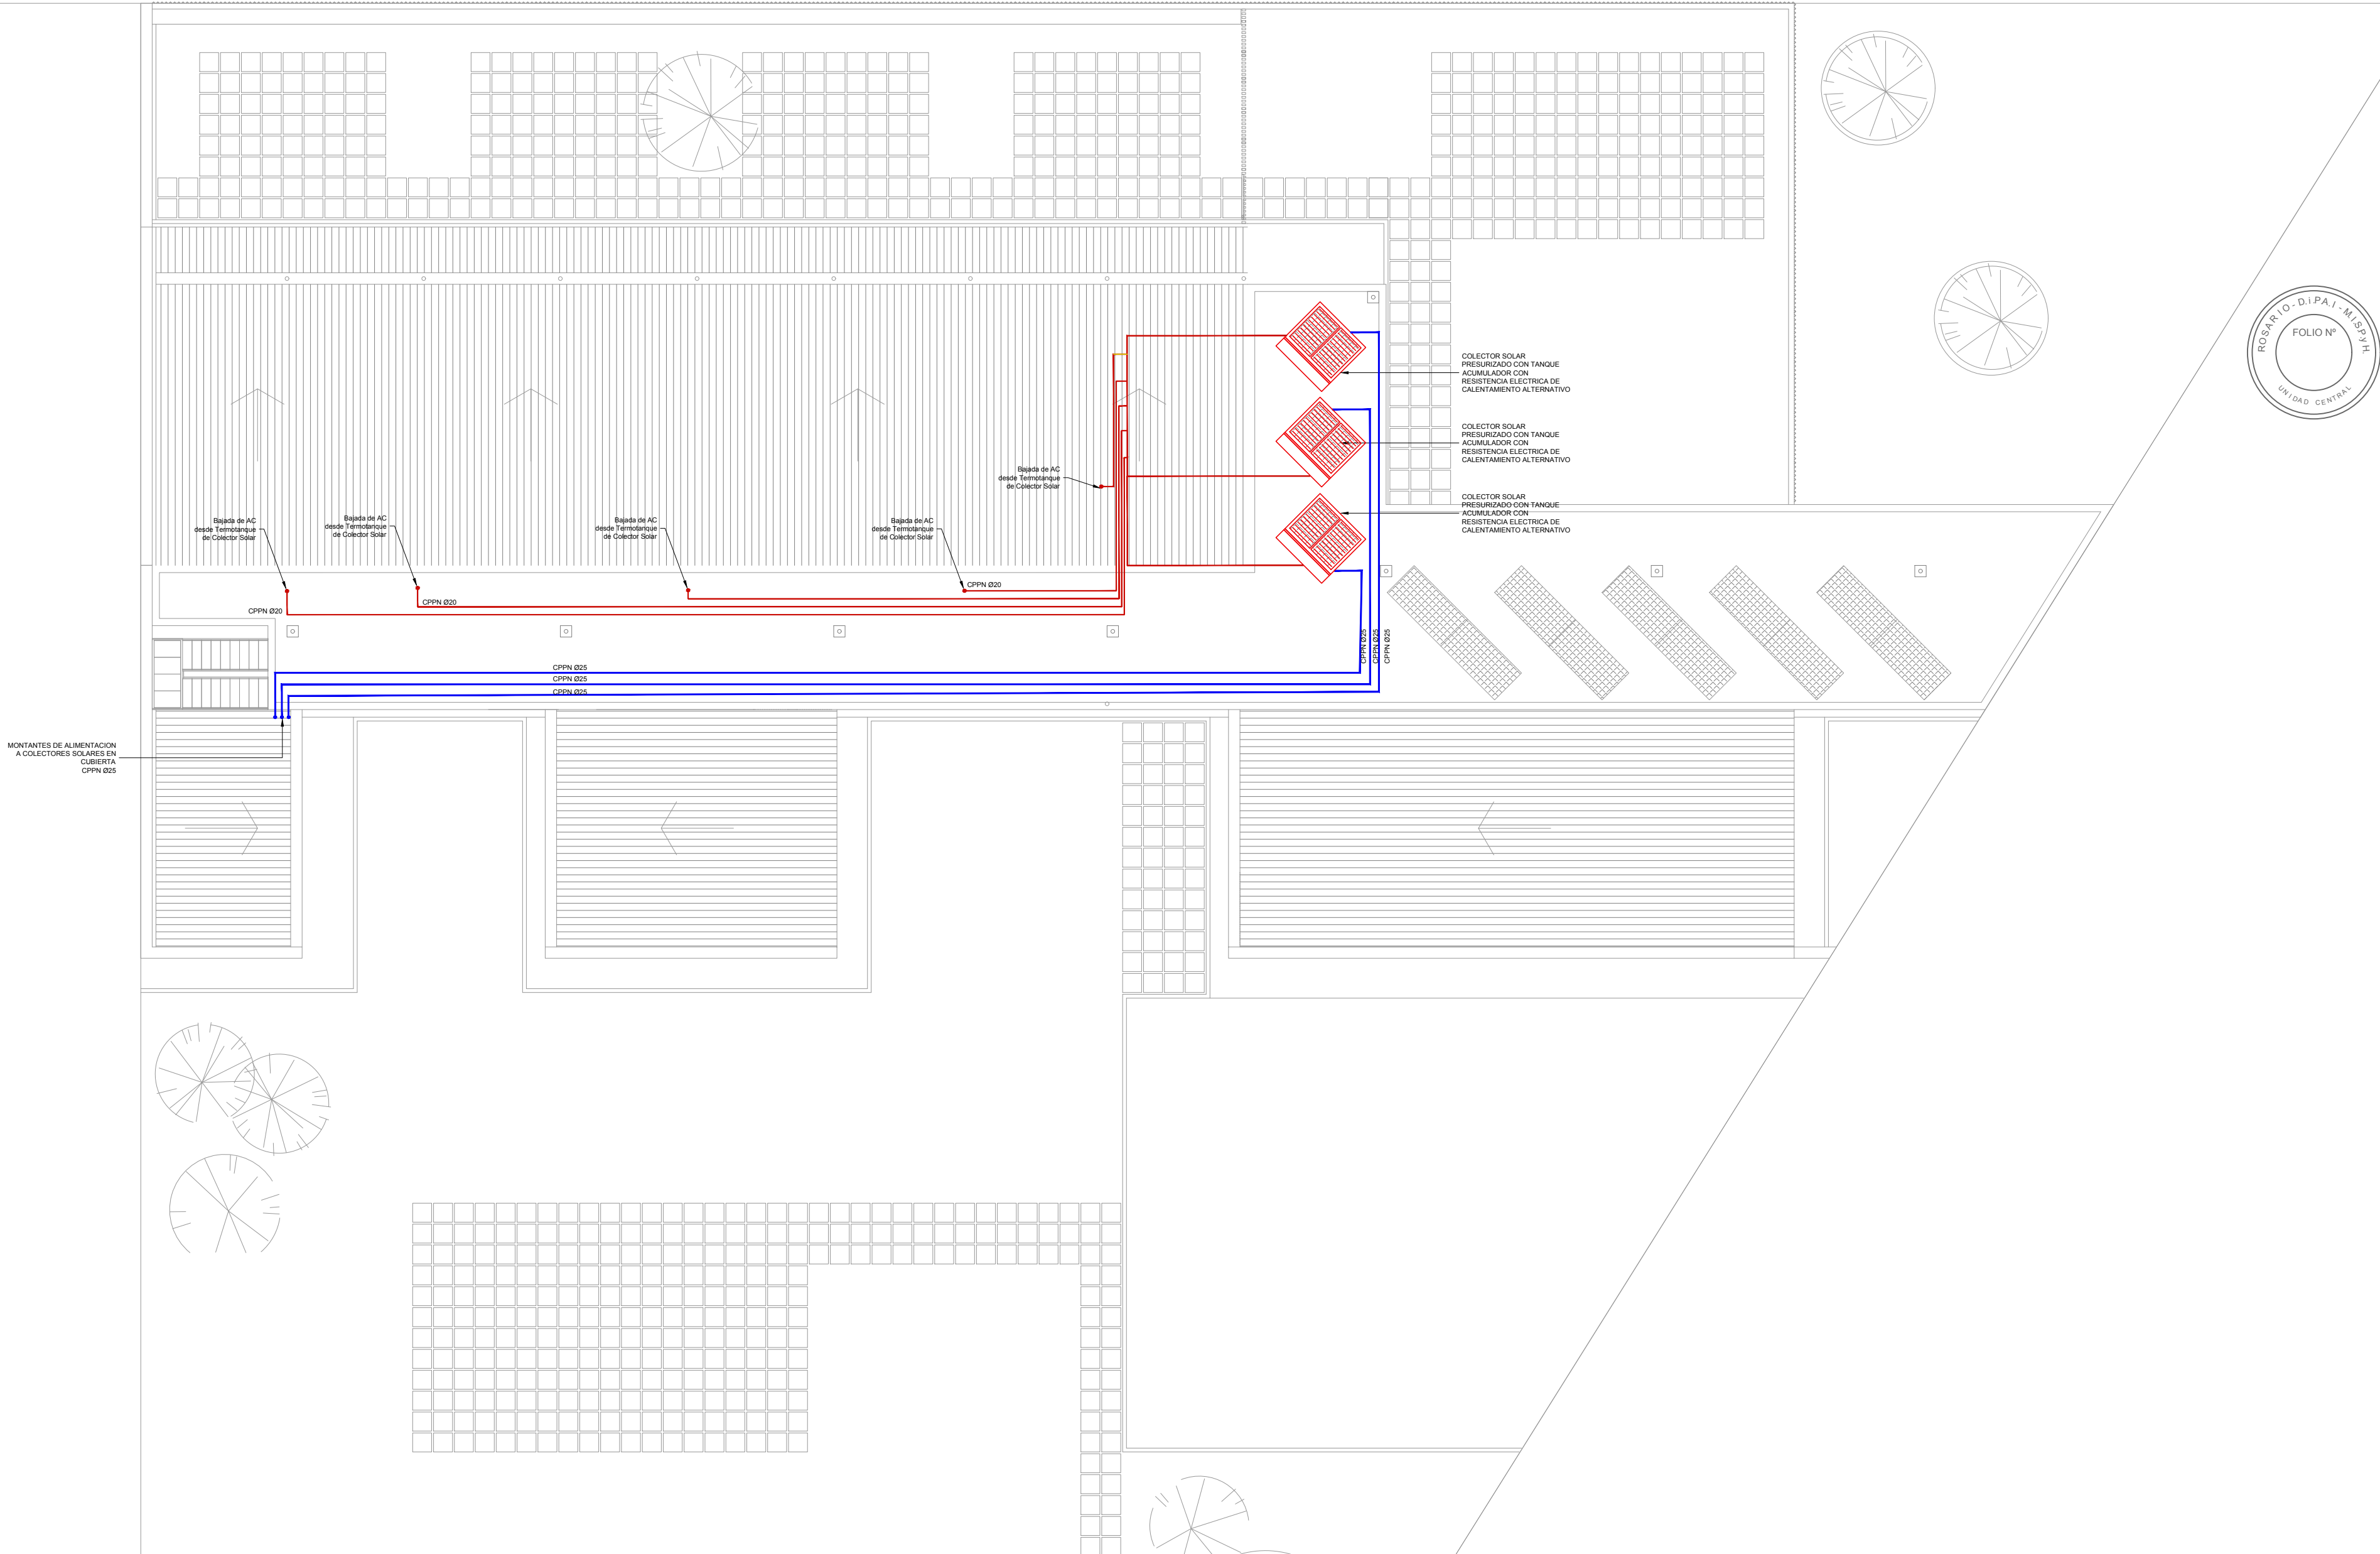 ROSARIO - D.i.P.A.I - M.I.S.P.y H.
FOLIO Nº
UNIDAD CENTRAL
COLECTOR SOLAR
PRESURIZADO CON TANQUE
ACUMULADOR CON
RESISTENCIA ELECTRICA DE
CALENTAMIENTO ALTERNATIVO
COLECTOR SOLAR
PRESURIZADO CON TANQUE
ACUMULADOR CON
RESISTENCIA ELECTRICA DE
CALENTAMIENTO ALTERNATIVO
COLECTOR SOLAR
PRESURIZADO CON TANQUE
ACUMULADOR CON
RESISTENCIA ELECTRICA DE
CALENTAMIENTO ALTERNATIVO
Bajada de AC
desde Termotanque
de Colector Solar
Bajada de AC
desde Termotanque
de Colector Solar
Bajada de AC
desde Termotanque
de Colector Solar
Bajada de AC
desde Termotanque
de Colector Solar
Bajada de AC
desde Termotanque
de Colector Solar
CPPN Ø20
CPPN Ø20
CPPN Ø20
CPPN Ø25
CPPN Ø25
CPPN Ø25
CPPN Ø25
CPPN Ø25
CPPN Ø25
MONTANTES DE ALIMENTACION
A COLECTORES SOLARES EN
CUBIERTA
CPPN Ø25